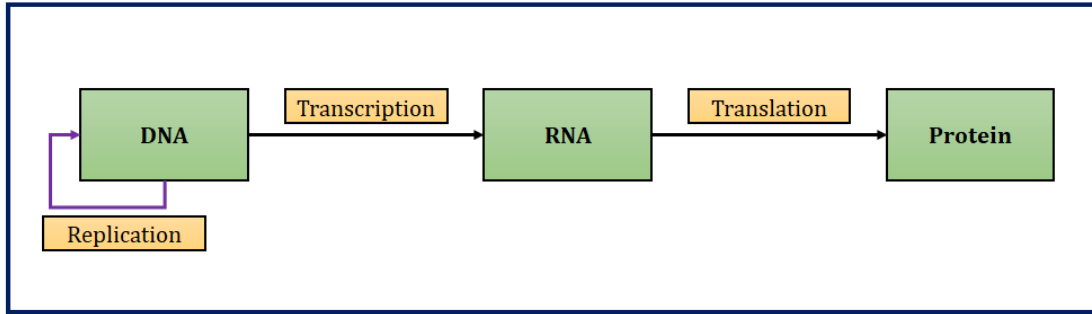 Transcription
Translation
DNA
RNA
Protein
Replication